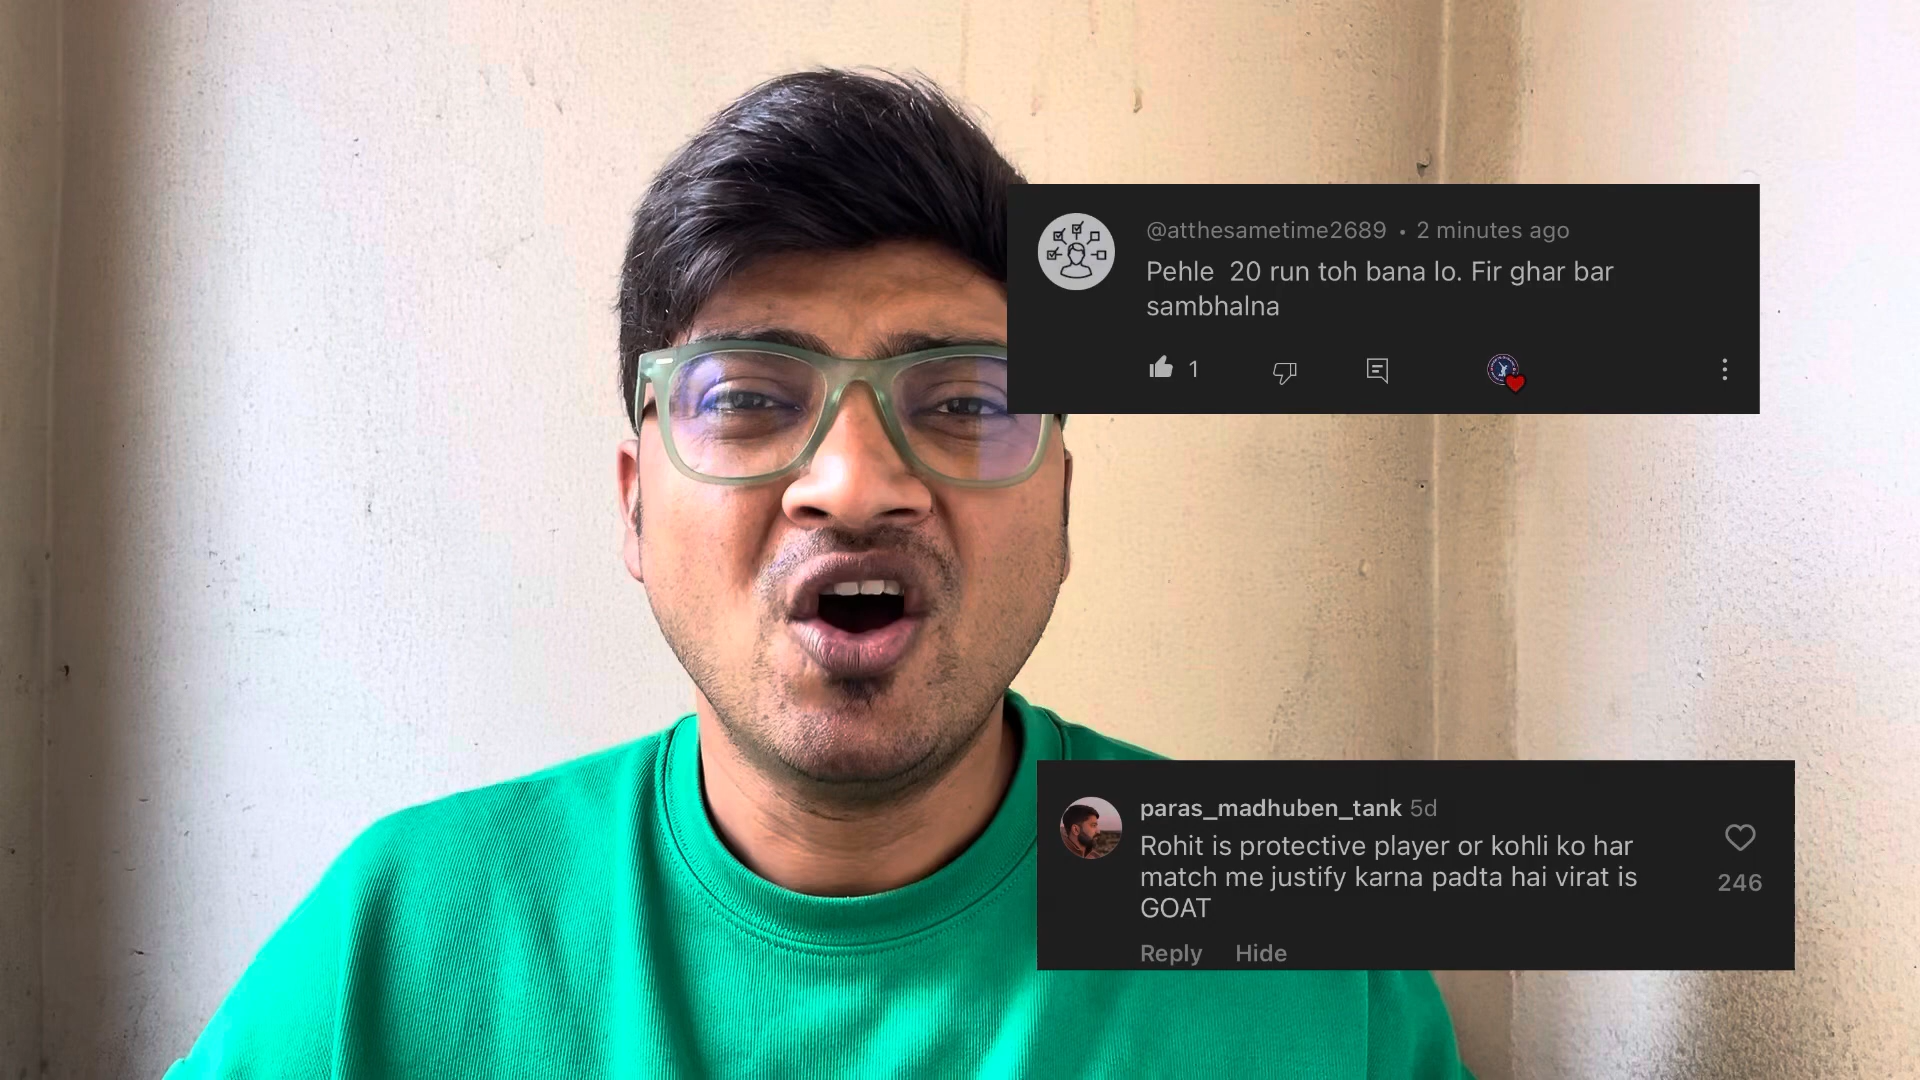 @atthesametime2689 • 2 minutes ago
Pehle 20 run toh bana lo. Fir ghar bar
sambhalna
1
paras_madhuben_tank 5d
Rohit is protective player or kohli ko har
match me justify karna padta hai virat is
GOAT
246
Reply Hide